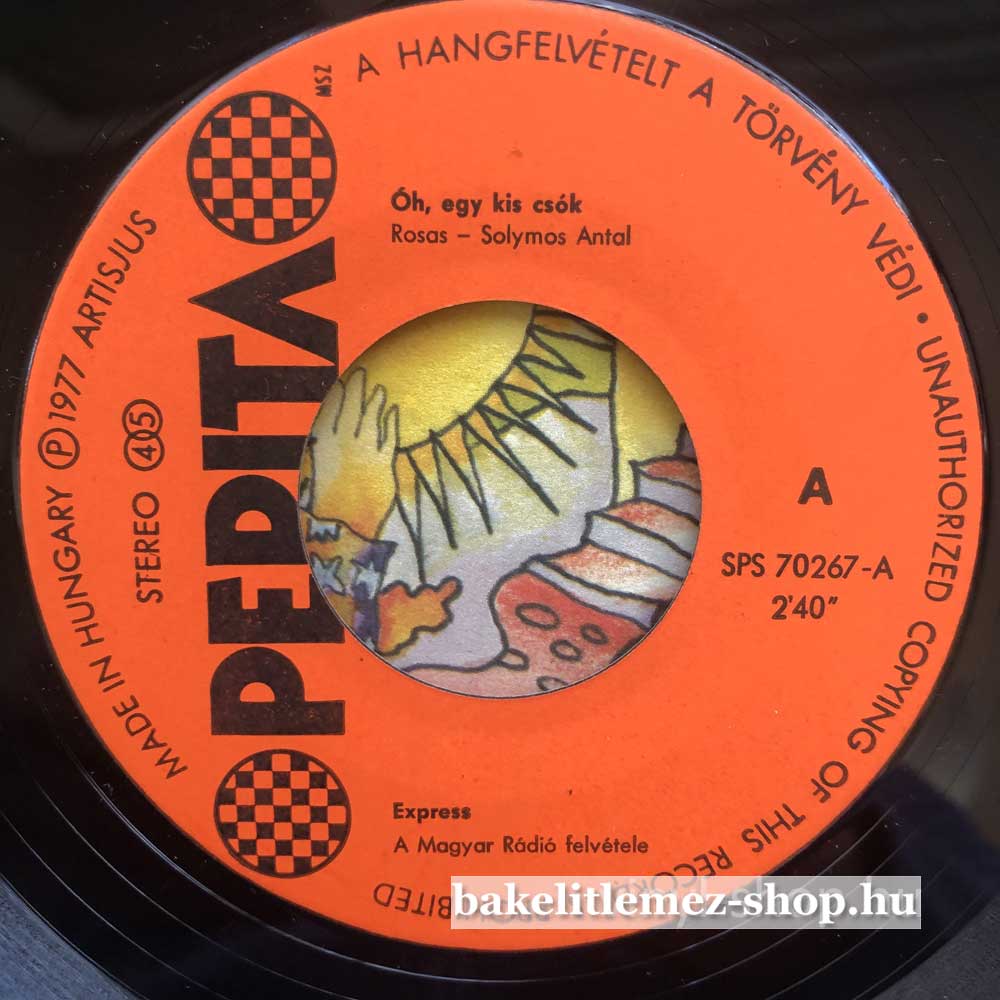 A HANGFELVÉTELT A TÖRVÉNY VÉDI • UNAUTHORIZED COPYING OF THIS RECORD
MSZ
Óh, egy kis csók
Rosas – Solymos Antal
PEPITA
MADE IN HUNGARY Ⓟ 1977 ARTISJUS
STEREO 45
A
SPS 70267-A
2'40”
Express
A Magyar Rádió felvétele
bakelitlemez-shop.hu